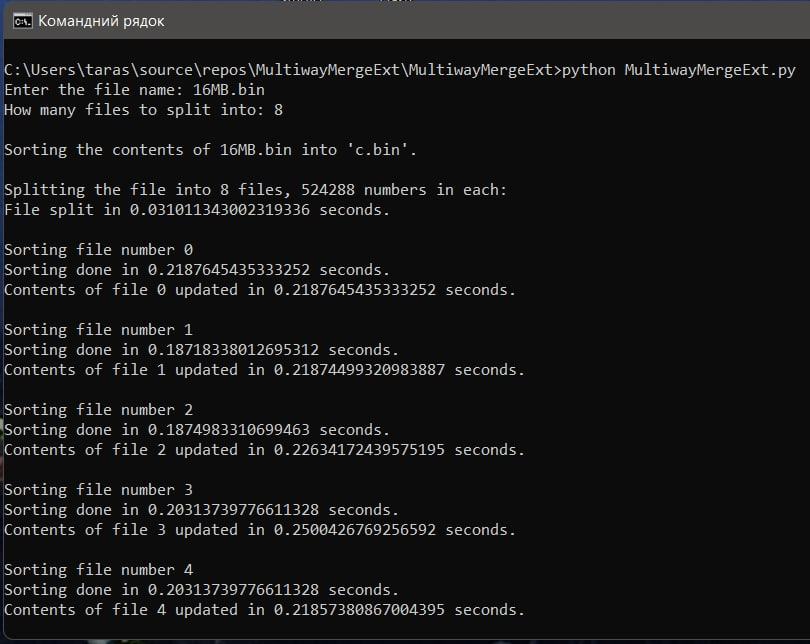 Командний рядок
C:\Users\taras\source\repos\MultiwayMergeExt\MultiwayMergeExt>python MultiwayMergeExt.py
Enter the file name: 16MB.bin
How many files to split into: 8
Sorting the contents of 16MB.bin into 'c.bin'.
Splitting the file into 8 files, 524288 numbers in each:
File split in 0.031011343002319336 seconds.
Sorting file number 0
Sorting done in 0.2187645435333252 seconds.
Contents of file 0 updated in 0.2187645435333252 seconds.
Sorting file number 1
Sorting done in 0.18718338012695312 seconds.
Contents of file 1 updated in 0.21874499320983887 seconds.
Sorting file number 2
Sorting done in 0.1874983310699463 seconds.
Contents of file 2 updated in 0.22634172439575195 seconds.
Sorting file number 3
Sorting done in 0.20313739776611328 seconds.
Contents of file 3 updated in 0.2500426769256592 seconds.
Sorting file number 4
Sorting done in 0.20313739776611328 seconds.
Contents of file 4 updated in 0.21857380867004395 seconds.